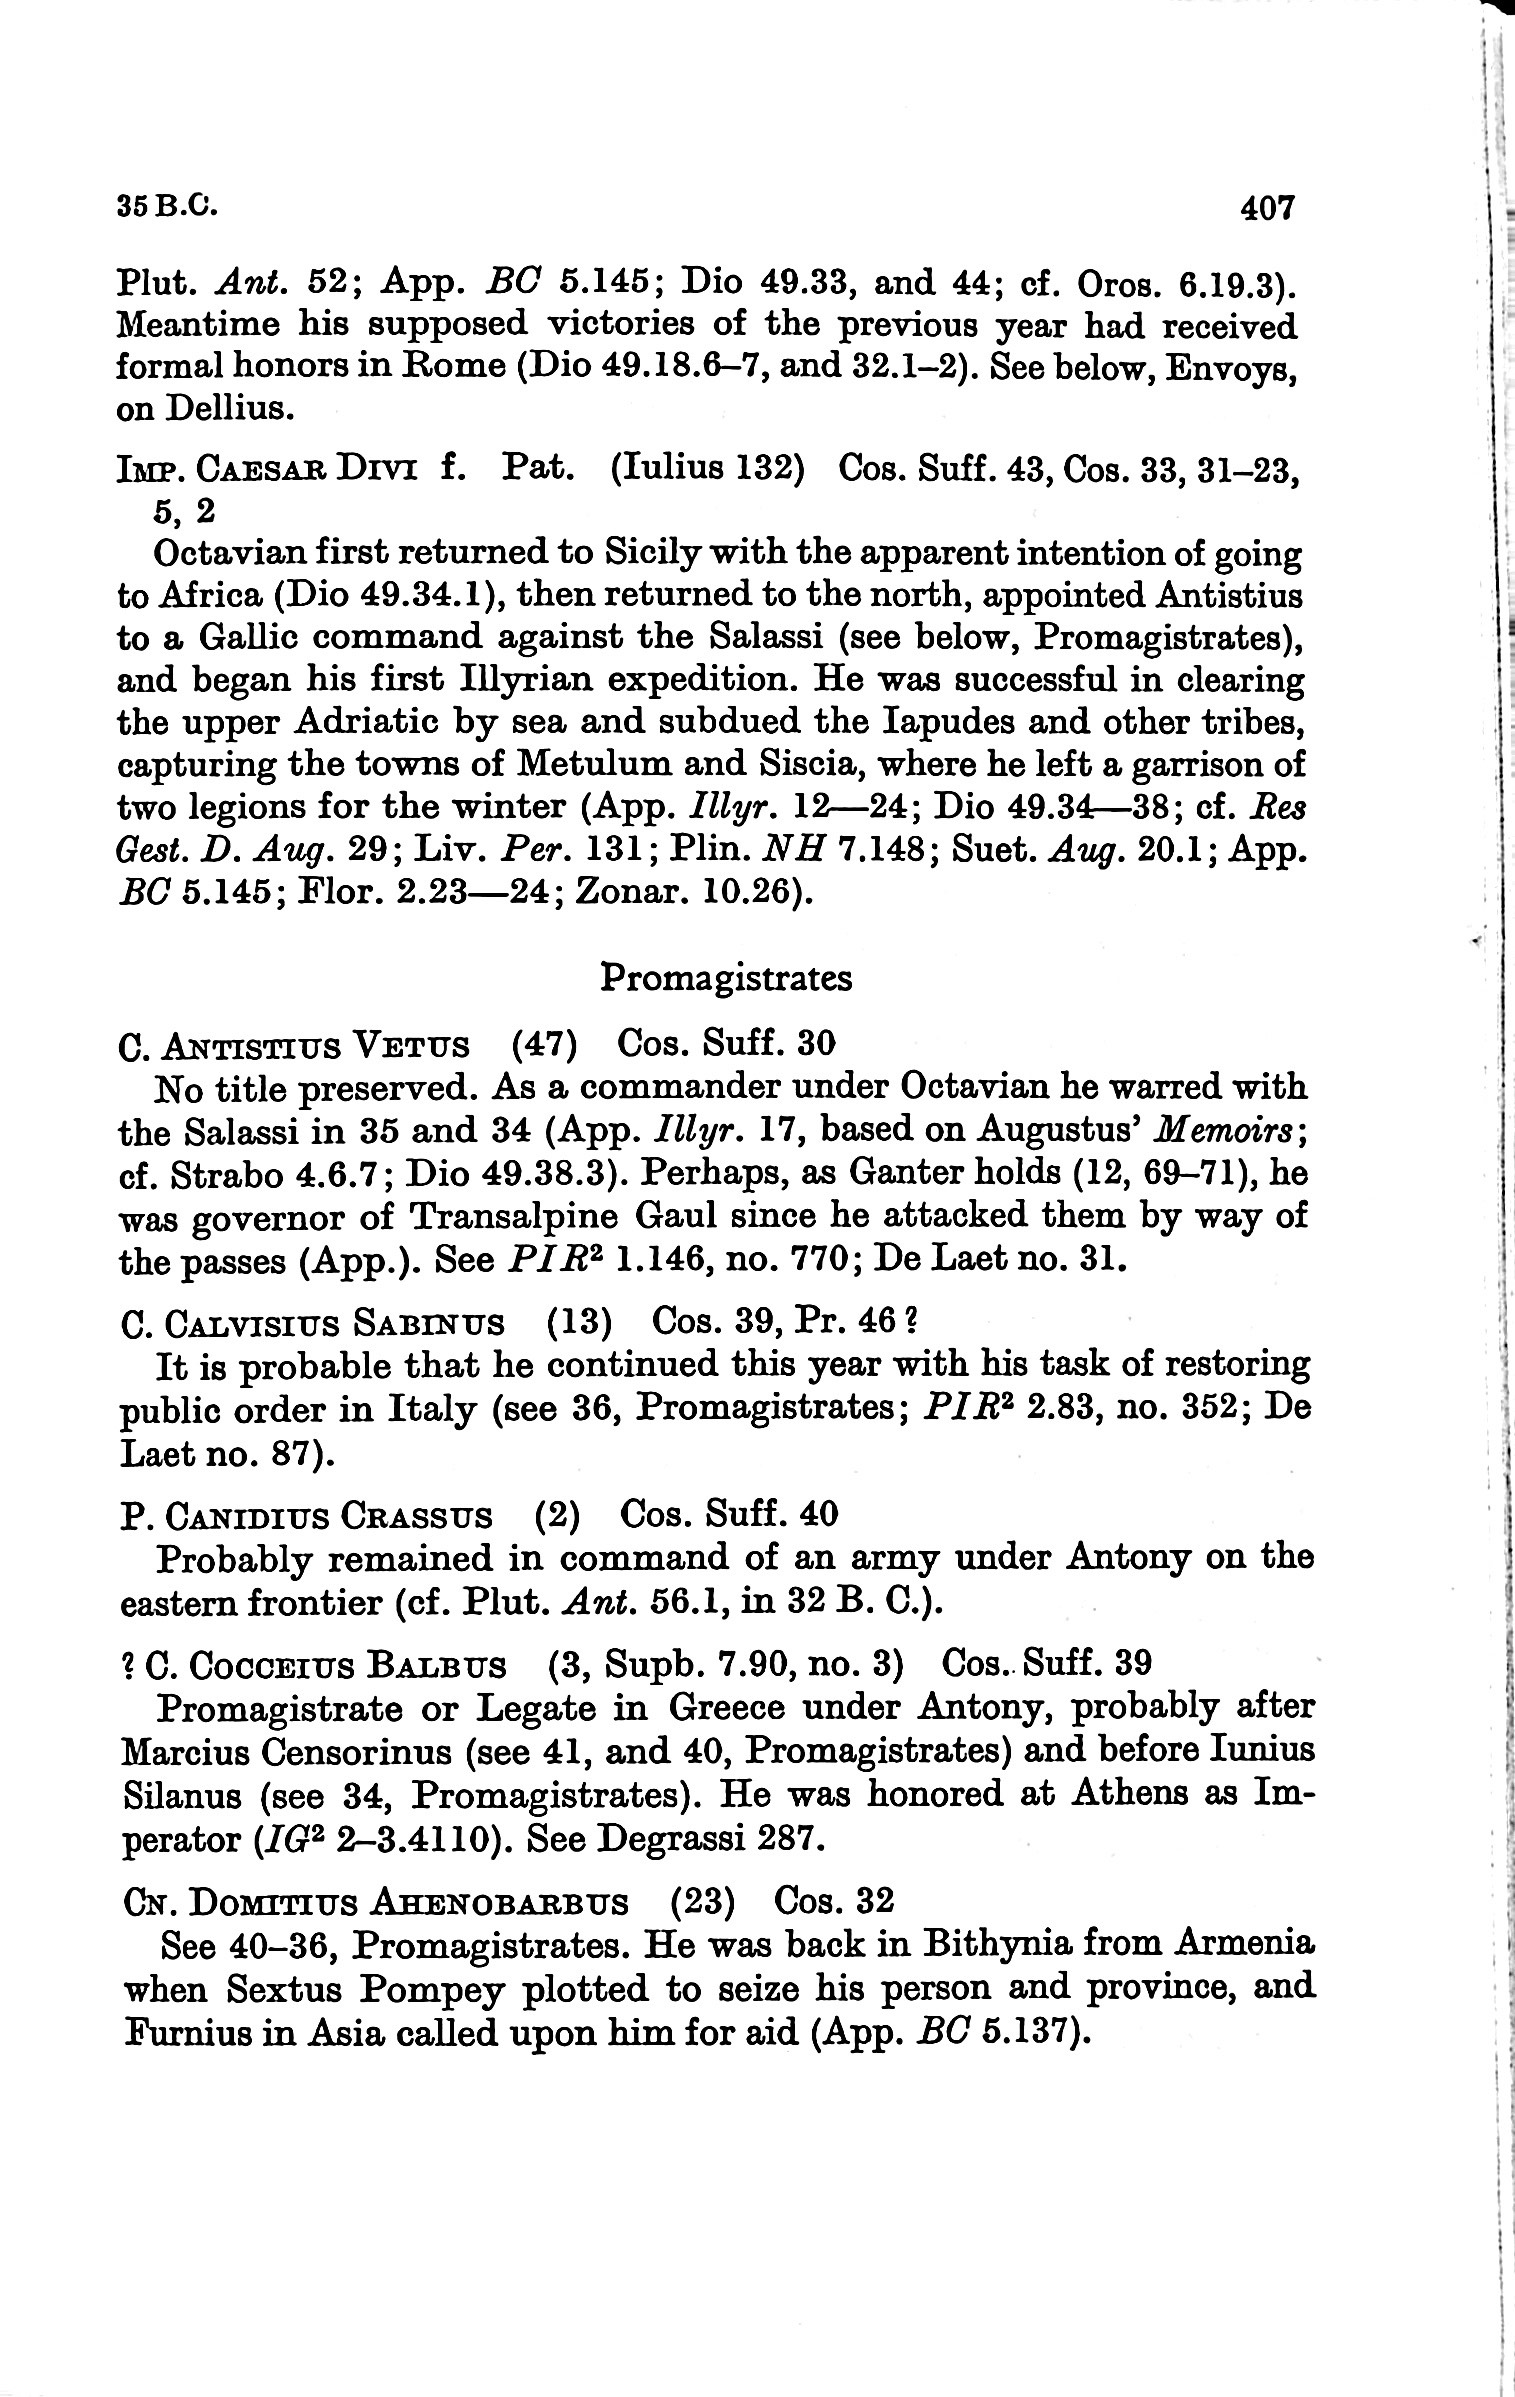 35 B.C.
407
Plut. Ant. 52; App. BC 5.145; Dio 49.33, and 44; cf. Oros. 6.19.3).
Meantime his supposed victories of the previous year had received
formal honors in Rome (Dio 49.18.6–7, and 32.1–2). See below, Envoys,
on Dellius.
IMP. CAESAR DIVI f. Pat. (Iulius 132) Cos. Suff. 43, Cos. 33, 31–23,
5, 2
Octavian first returned to Sicily with the apparent intention of going
to Africa (Dio 49.34.1), then returned to the north, appointed Antistius
to a Gallic command against the Salassi (see below, Promagistrates),
and began his first Illyrian expedition. He was successful in clearing
the upper Adriatic by sea and subdued the Iapudes and other tribes,
capturing the towns of Metulum and Siscia, where he left a garrison of
two legions for the winter (App. Illyr. 12—24; Dio 49.34—38; cf. Res
Gest. D. Aug. 29; Liv. Per. 131; Plin. NH 7.148; Suet. Aug. 20.1; App.
BC 5.145; Flor. 2.23—24; Zonar. 10.26).
Promagistrates
C. ANTISTIUS VETUS (47) Cos. Suff. 30
No title preserved. As a commander under Octavian he warred with
the Salassi in 35 and 34 (App. Illyr. 17, based on Augustus’ Memoirs;
cf. Strabo 4.6.7; Dio 49.38.3). Perhaps, as Ganter holds (12, 69–71), he
was governor of Transalpine Gaul since he attacked them by way of
the passes (App.). See PIR² 1.146, no. 770; De Laet no. 31.
C. CALVISIUS SABINUS (13) Cos. 39, Pr. 46?
It is probable that he continued this year with his task of restoring
public order in Italy (see 36, Promagistrates; PIR² 2.83, no. 352; De
Laet no. 87).
P. CANIDIUS CRASSUS (2) Cos. Suff. 40
Probably remained in command of an army under Antony on the
eastern frontier (cf. Plut. Ant. 56.1, in 32 B. C.).
? C. COCCEIUS BALBUS (3, Supb. 7.90, no. 3) Cos. Suff. 39
Promagistrate or Legate in Greece under Antony, probably after
Marcius Censorinus (see 41, and 40, Promagistrates) and before Iunius
Silanus (see 34, Promagistrates). He was honored at Athens as Im-
perator (IG² 2–3.4110). See Degrassi 287.
CN. DOMITIUS AHENOBARBUS (23) Cos. 32
See 40–36, Promagistrates. He was back in Bithynia from Armenia
when Sextus Pompey plotted to seize his person and province, and
Furnius in Asia called upon him for aid (App. BC 5.137).